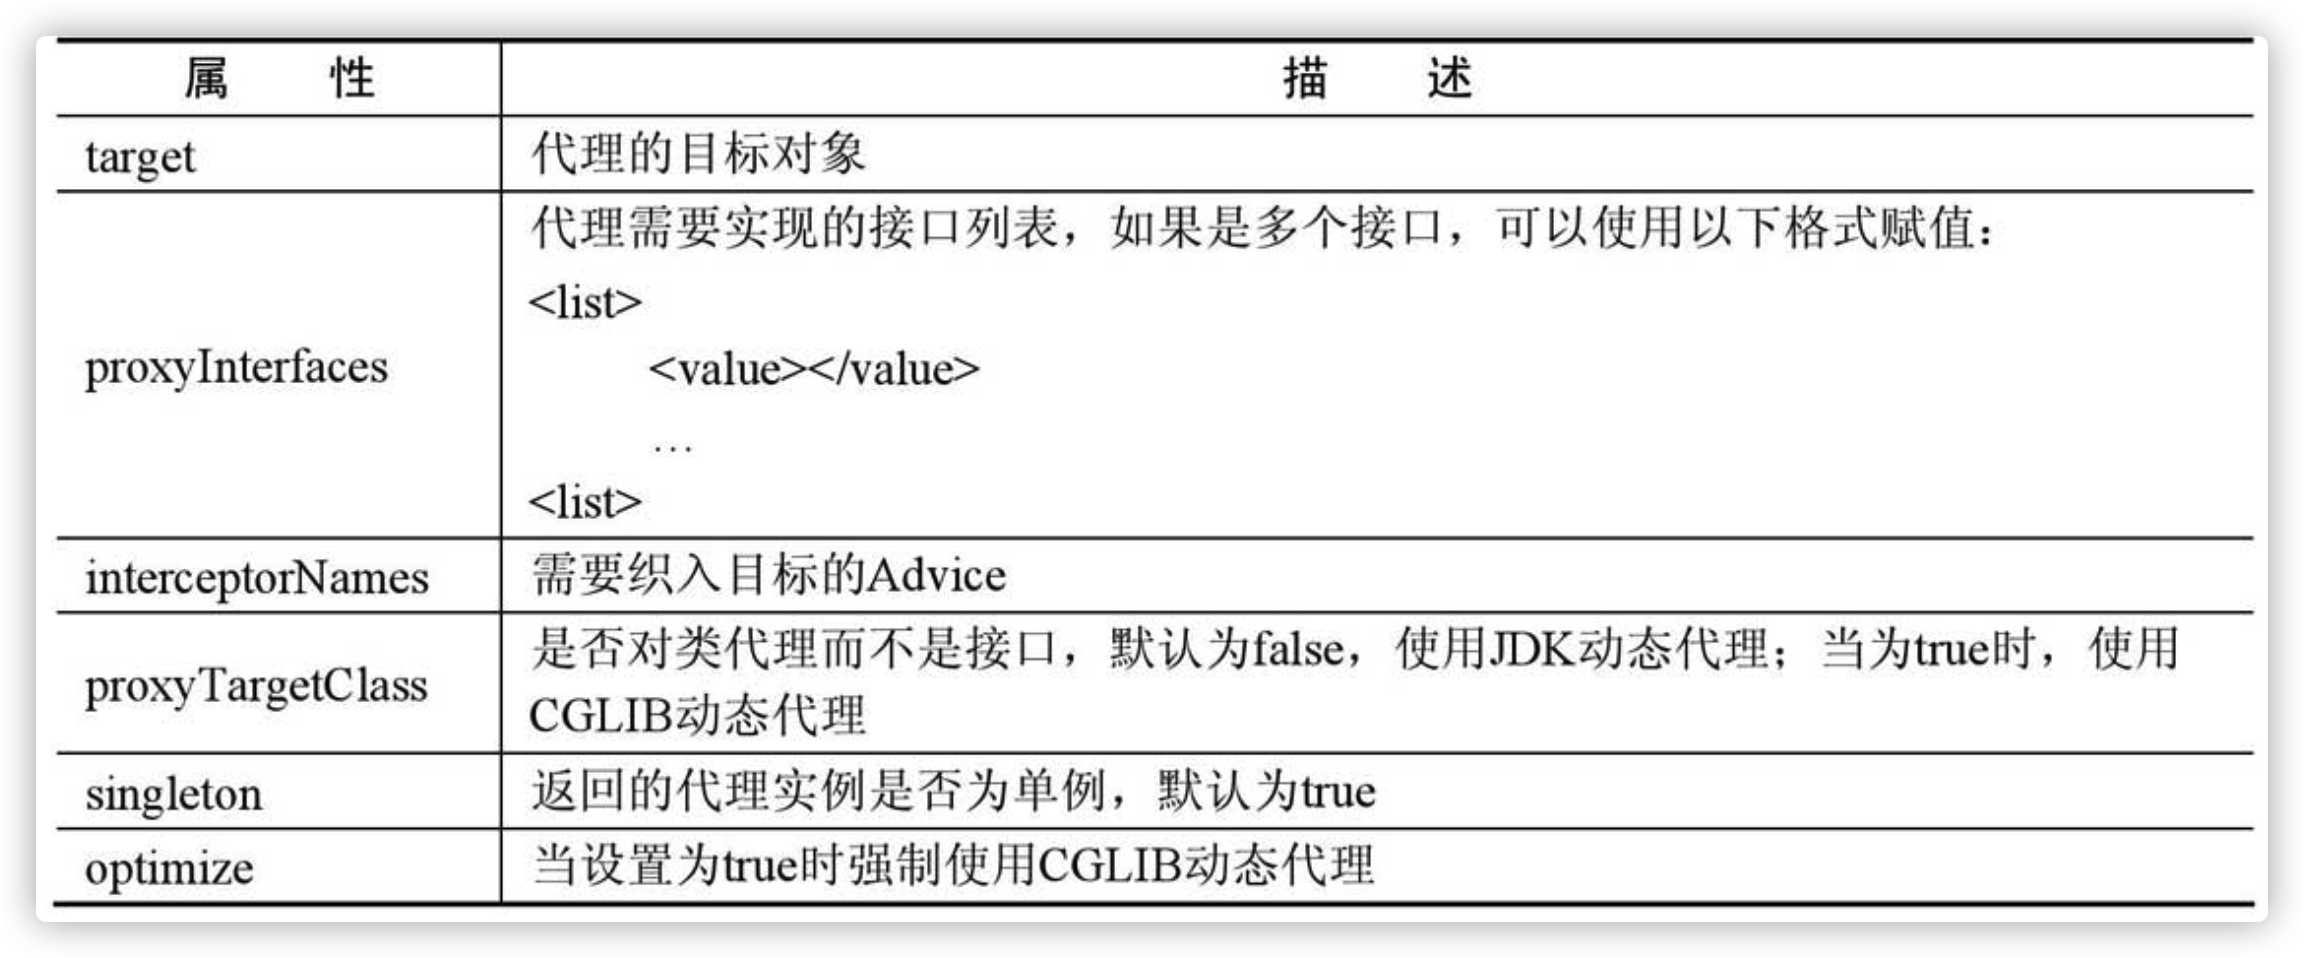 属 性 描 述
target 代理的目标对象
代理需要实现的接口列表，如果是多个接口，可以使用以下格式赋值：
<list>
proxyInterfaces <value></value>
...
<list>
interceptorNames 需要织入目标的Advice
是否对类代理而不是接口，默认为false，使用JDK动态代理；当为true时，使用
proxyTargetClass
CGLIB动态代理
singleton 返回的代理实例是否为单例，默认为true
optimize 当设置为true时强制使用CGLIB动态代理